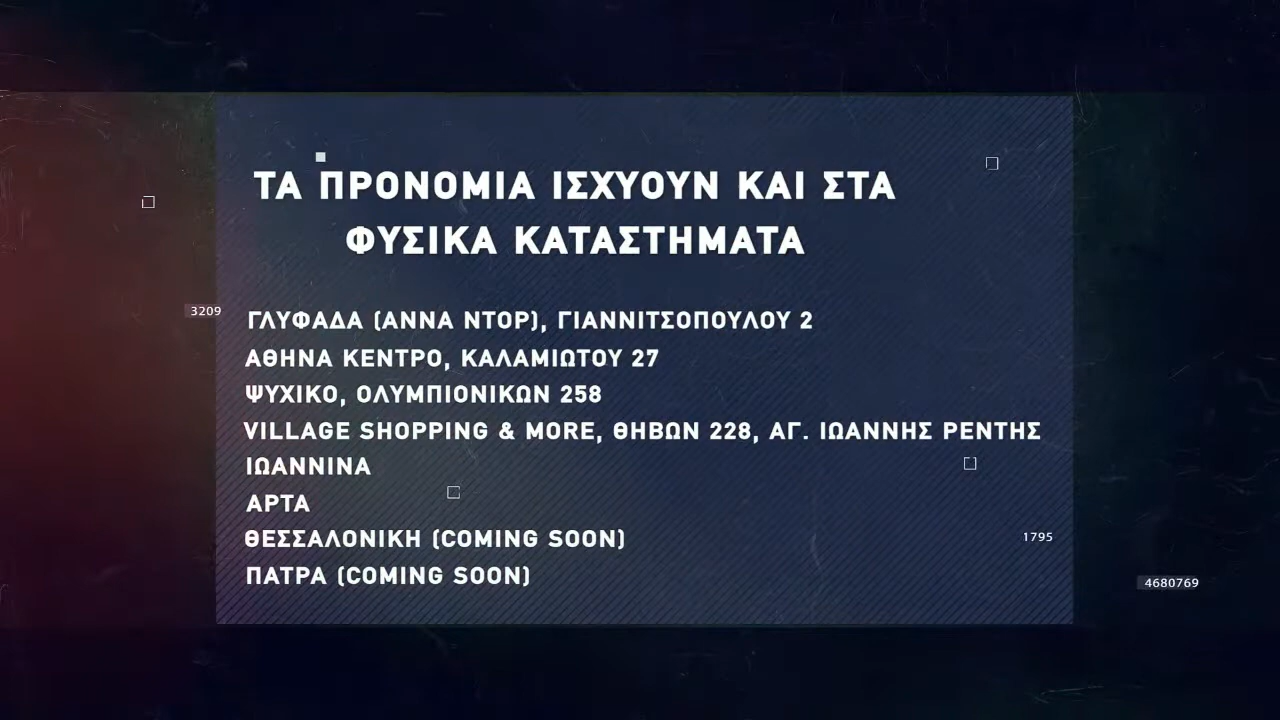 ΤΑ ΠΡΟΝΟΜΙΑ ΙΣΧΥΟΥΝ ΚΑΙ ΣΤΑ
ΦΥΣΙΚΑ ΚΑΤΑΣΤΗΜΑΤΑ
3209
ΓΛΥΦΑΔΑ (ΑΝΝΑ ΝΤΟΡ), ΓΙΑΝΝΙΤΣΟΠΟΥΛΟΥ 2
ΑΘΗΝΑ ΚΕΝΤΡΟ, ΚΑΛΑΜΙΩΤΟΥ 27
ΨΥΧΙΚΟ, ΟΛΥΜΠΙΟΝΙΚΩΝ 258
VILLAGE SHOPPING & MORE, ΘΗΒΩΝ 228, ΑΓ. ΙΩΑΝΝΗΣ ΡΕΝΤΗΣ
ΙΩΑΝΝΙΝΑ
ΑΡΤΑ
ΘΕΣΣΑΛΟΝΙΚΗ (COMING SOON)
1795
ΠΑΤΡΑ (COMING SOON)
4680769